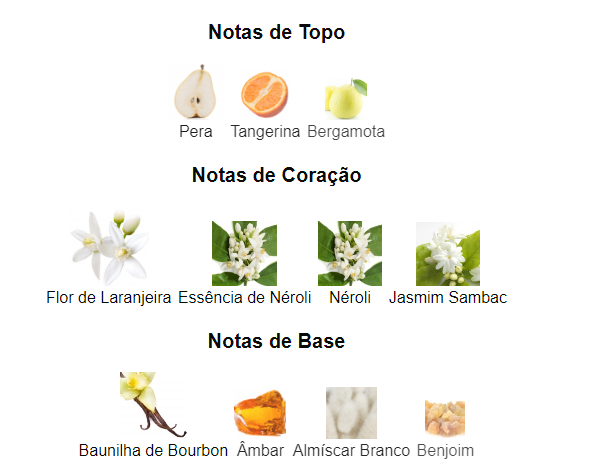 Notas de Topo
Pera Tangerina Bergamota
Notas de Coração
Flor de Laranjeira Essência de Néroli Néroli Jasmim Sambac
Notas de Base
Baunilha de Bourbon Âmbar Almíscar Branco Benjoim